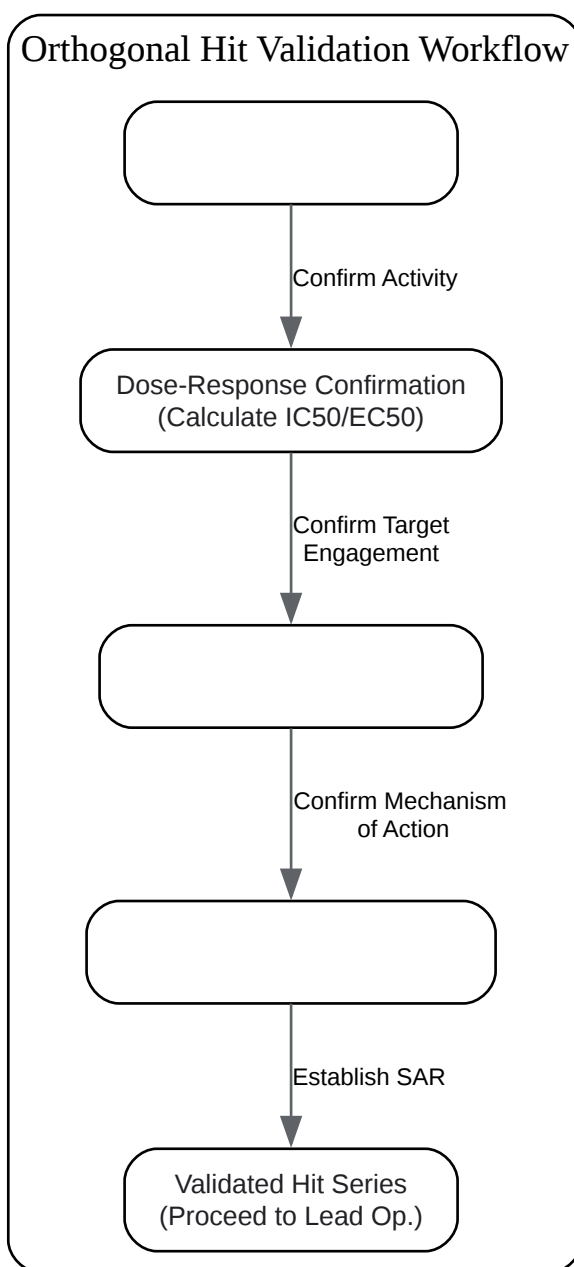 Orthogonal Hit Validation Workflow
Confirm Activity
Dose-Response Confirmation
(Calculate IC50/EC50)
Confirm Target
Engagement
Confirm Mechanism
of Action
Establish SAR
Validated Hit Series
(Proceed to Lead Op.)